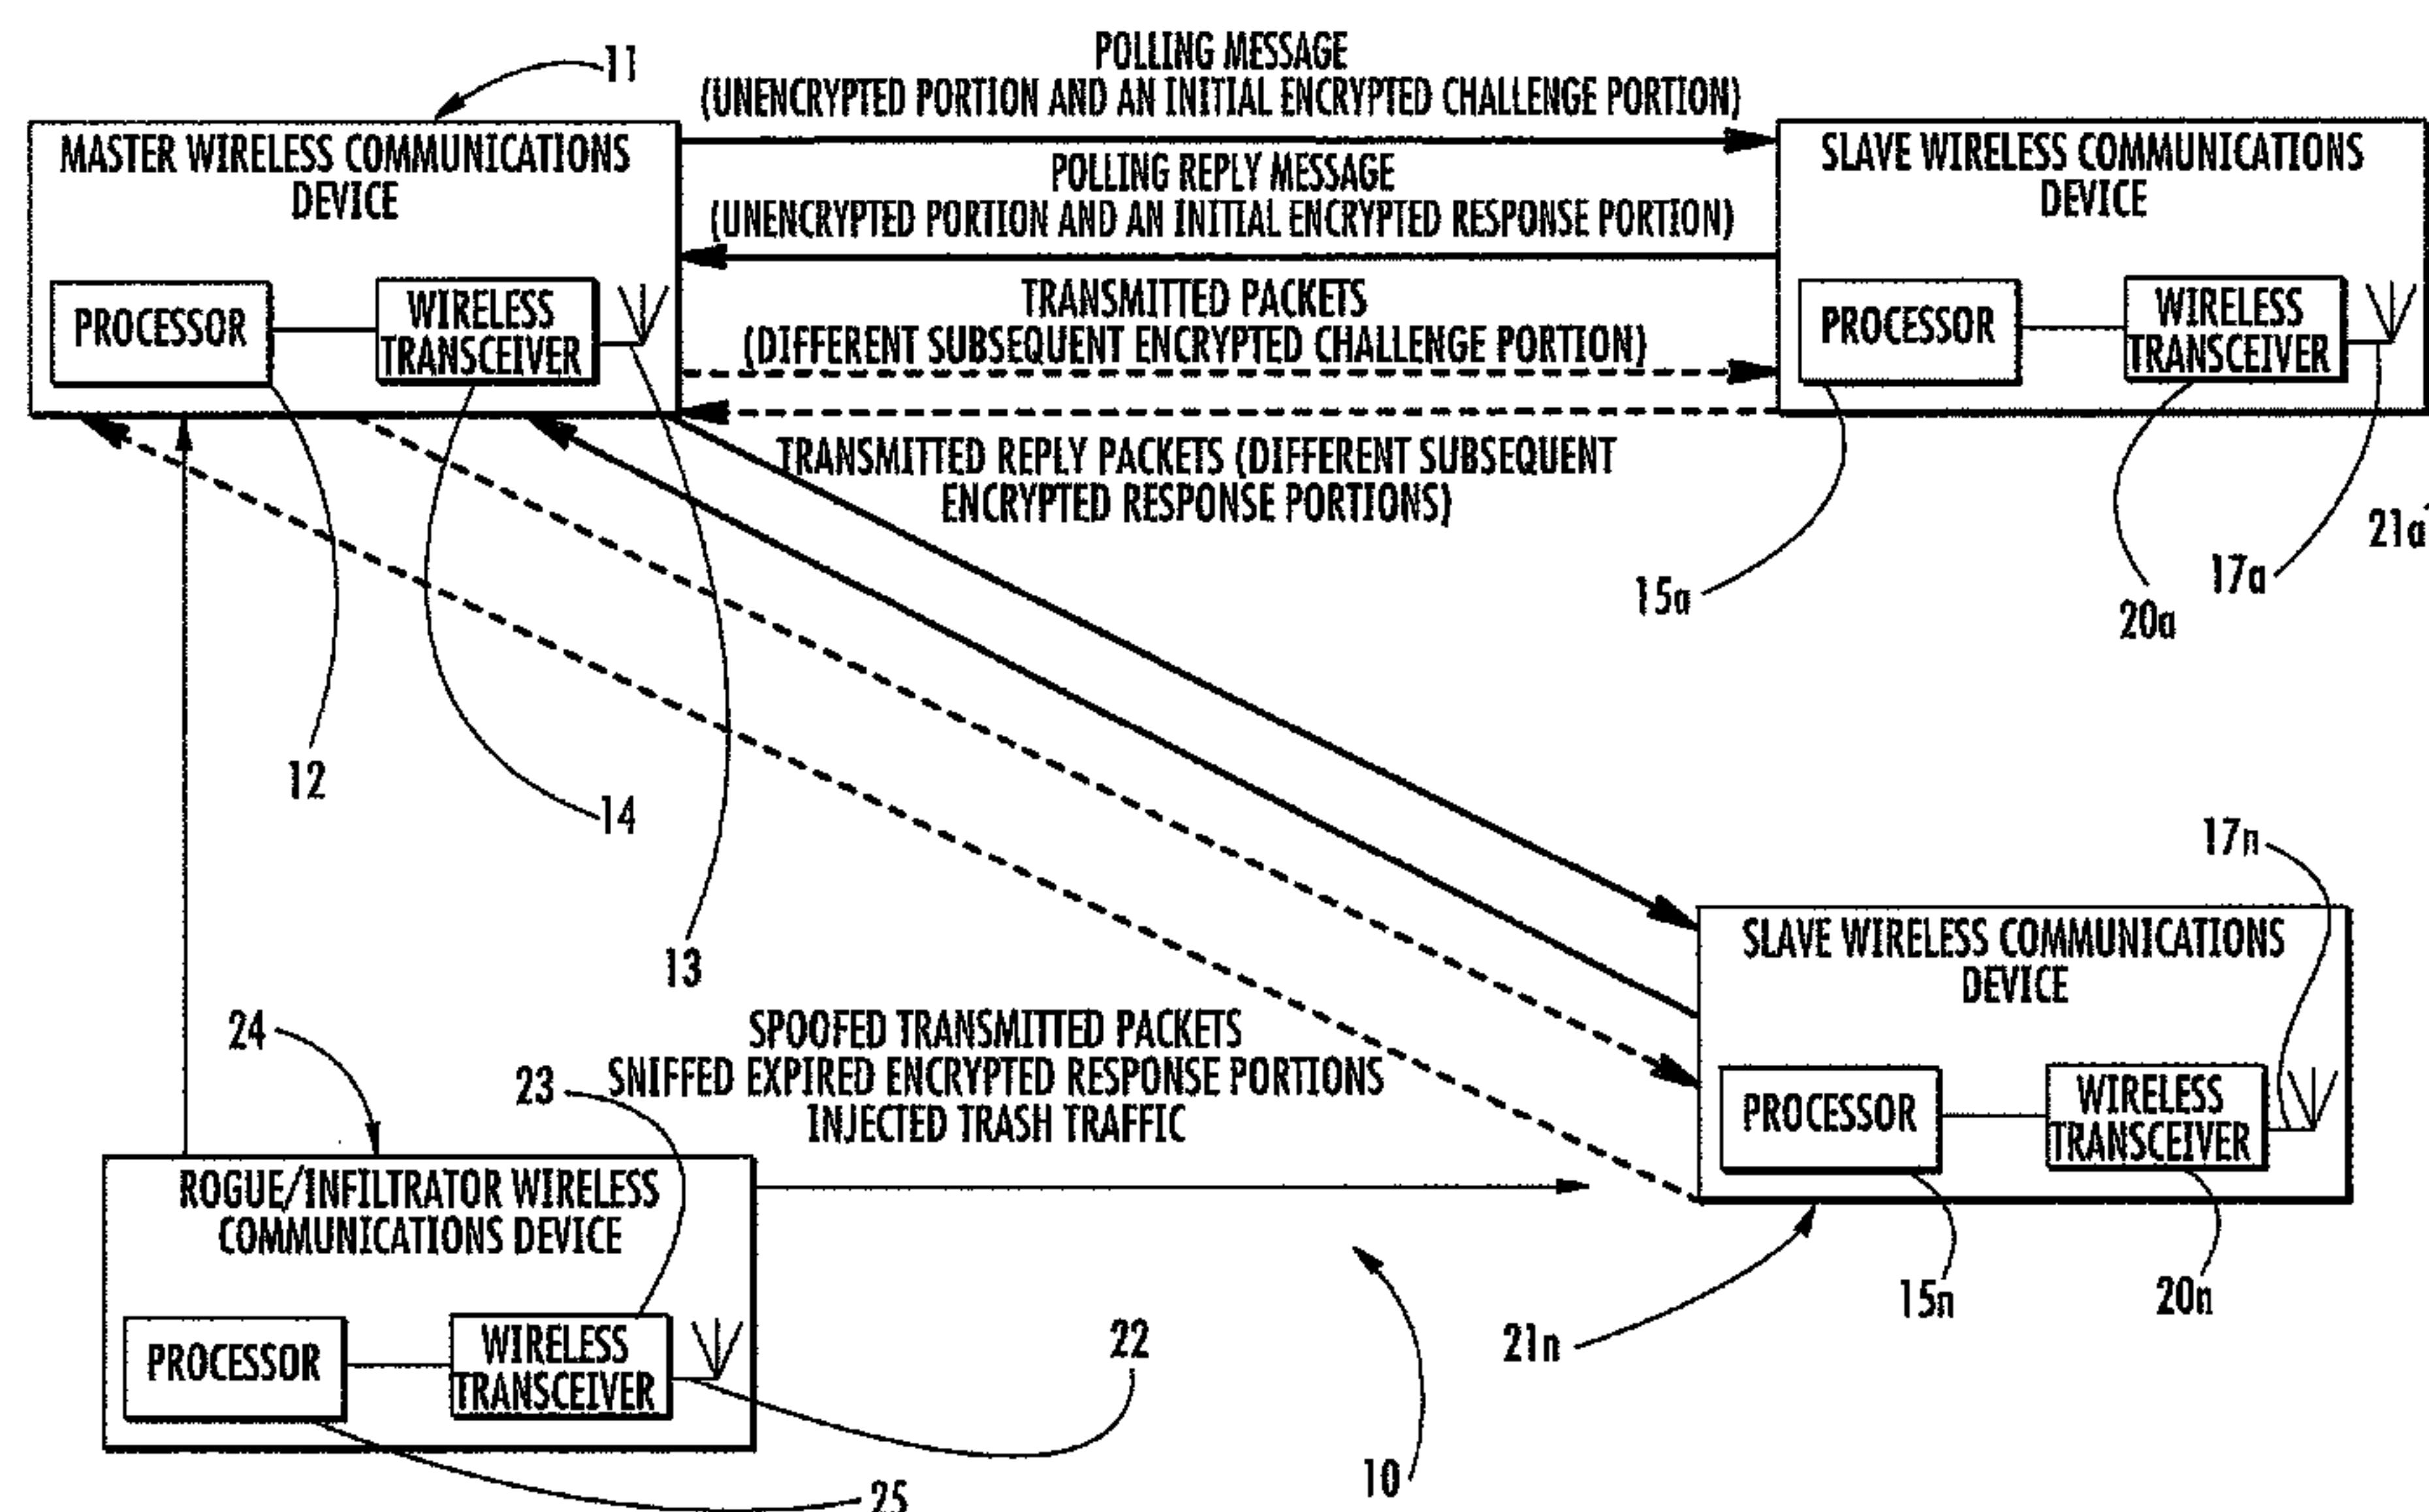 11
POLLING MESSAGE
(UNENCRYPTED PORTION AND AN INITIAL ENCRYPTED CHALLENGE PORTION)
MASTER WIRELESS COMMUNICATIONS
DEVICE
PROCESSOR
WIRELESS
TRANSCEIVER
POLLING REPLY MESSAGE
(UNENCRYPTED PORTION AND AN INITIAL ENCRYPTED RESPONSE PORTION)
TRANSMITTED PACKETS
(DIFFERENT SUBSEQUENT ENCRYPTED CHALLENGE PORTION)
TRANSMITTED REPLY PACKETS (DIFFERENT SUBSEQUENT
ENCRYPTED RESPONSE PORTIONS)
SLAVE WIRELESS COMMUNICATIONS
DEVICE
PROCESSOR
WIRELESS
TRANSCEIVER
15a
20a
17a
21a
12
14
13
17n
SLAVE WIRELESS COMMUNICATIONS
DEVICE
PROCESSOR
WIRELESS
TRANSCEIVER
21n
15n
20n
24
23
SPOOFED TRANSMITTED PACKETS
SNIFFED EXPIRED ENCRYPTED RESPONSE PORTIONS
INJECTED TRASH TRAFFIC
ROGUE/INFILTRATOR WIRELESS
COMMUNICATIONS DEVICE
PROCESSOR
WIRELESS
TRANSCEIVER
22
10
25